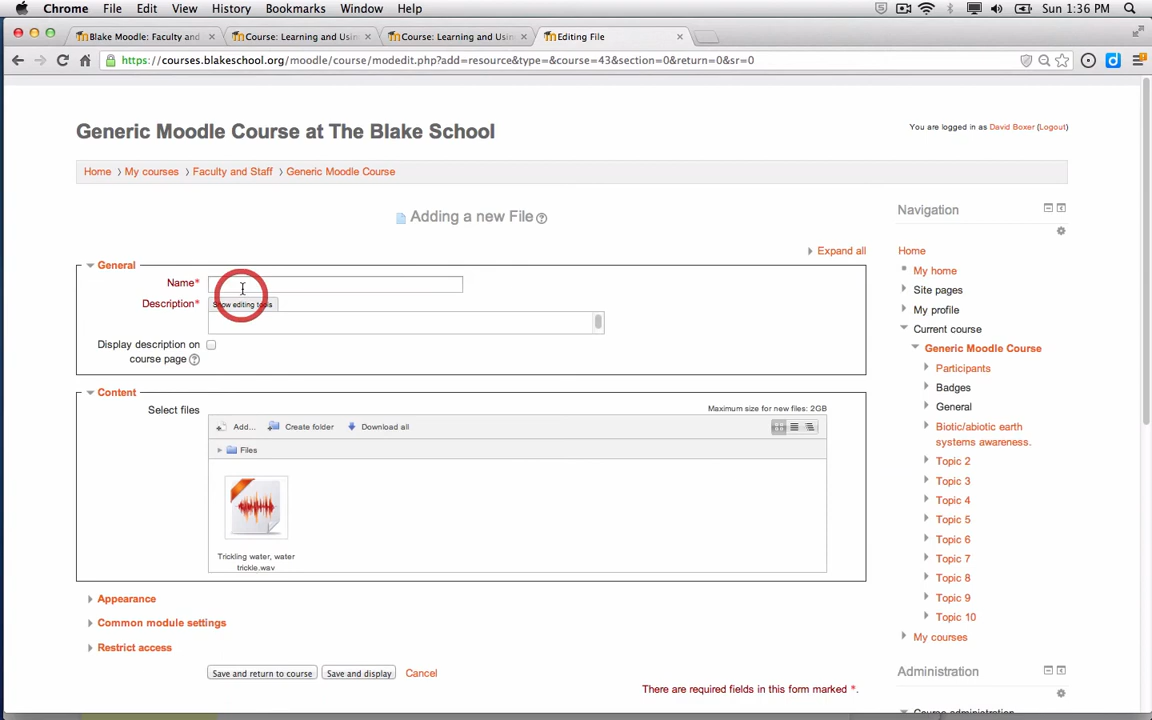 Chrome File Edit View History Bookmarks Window Help Sun 1:36 PM
Blake Moodle: Faculty and Course: Learning and Usin Course: Learning and Usin Editing File
https://courses.blakeschool.org/moodle/course/modedit.php?add=resource&type=&course=43&section=0&return=0&sr=0
Generic Moodle Course at The Blake School
You are logged in as David Boxer (Logout)
Home My courses Faculty and Staff Generic Moodle Course
Adding a new File
Expand all
General
Name*
Description* Show editing tools
Display description on
course page
Content
Select files
Maximum size for new files: 2GB
Add... Create folder Download all
Files
Trickling water, water
trickle.wav
Appearance
Common module settings
Restrict access
Save and return to course Save and display Cancel
There are required fields in this form marked *.
Navigation
Home
My home
Site pages
My profile
Current course
Generic Moodle Course
Participants
Badges
General
Biotic/abiotic earth
systems awareness.
Topic 2
Topic 3
Topic 4
Topic 5
Topic 6
Topic 7
Topic 8
Topic 9
Topic 10
My courses
Administration
Course administration